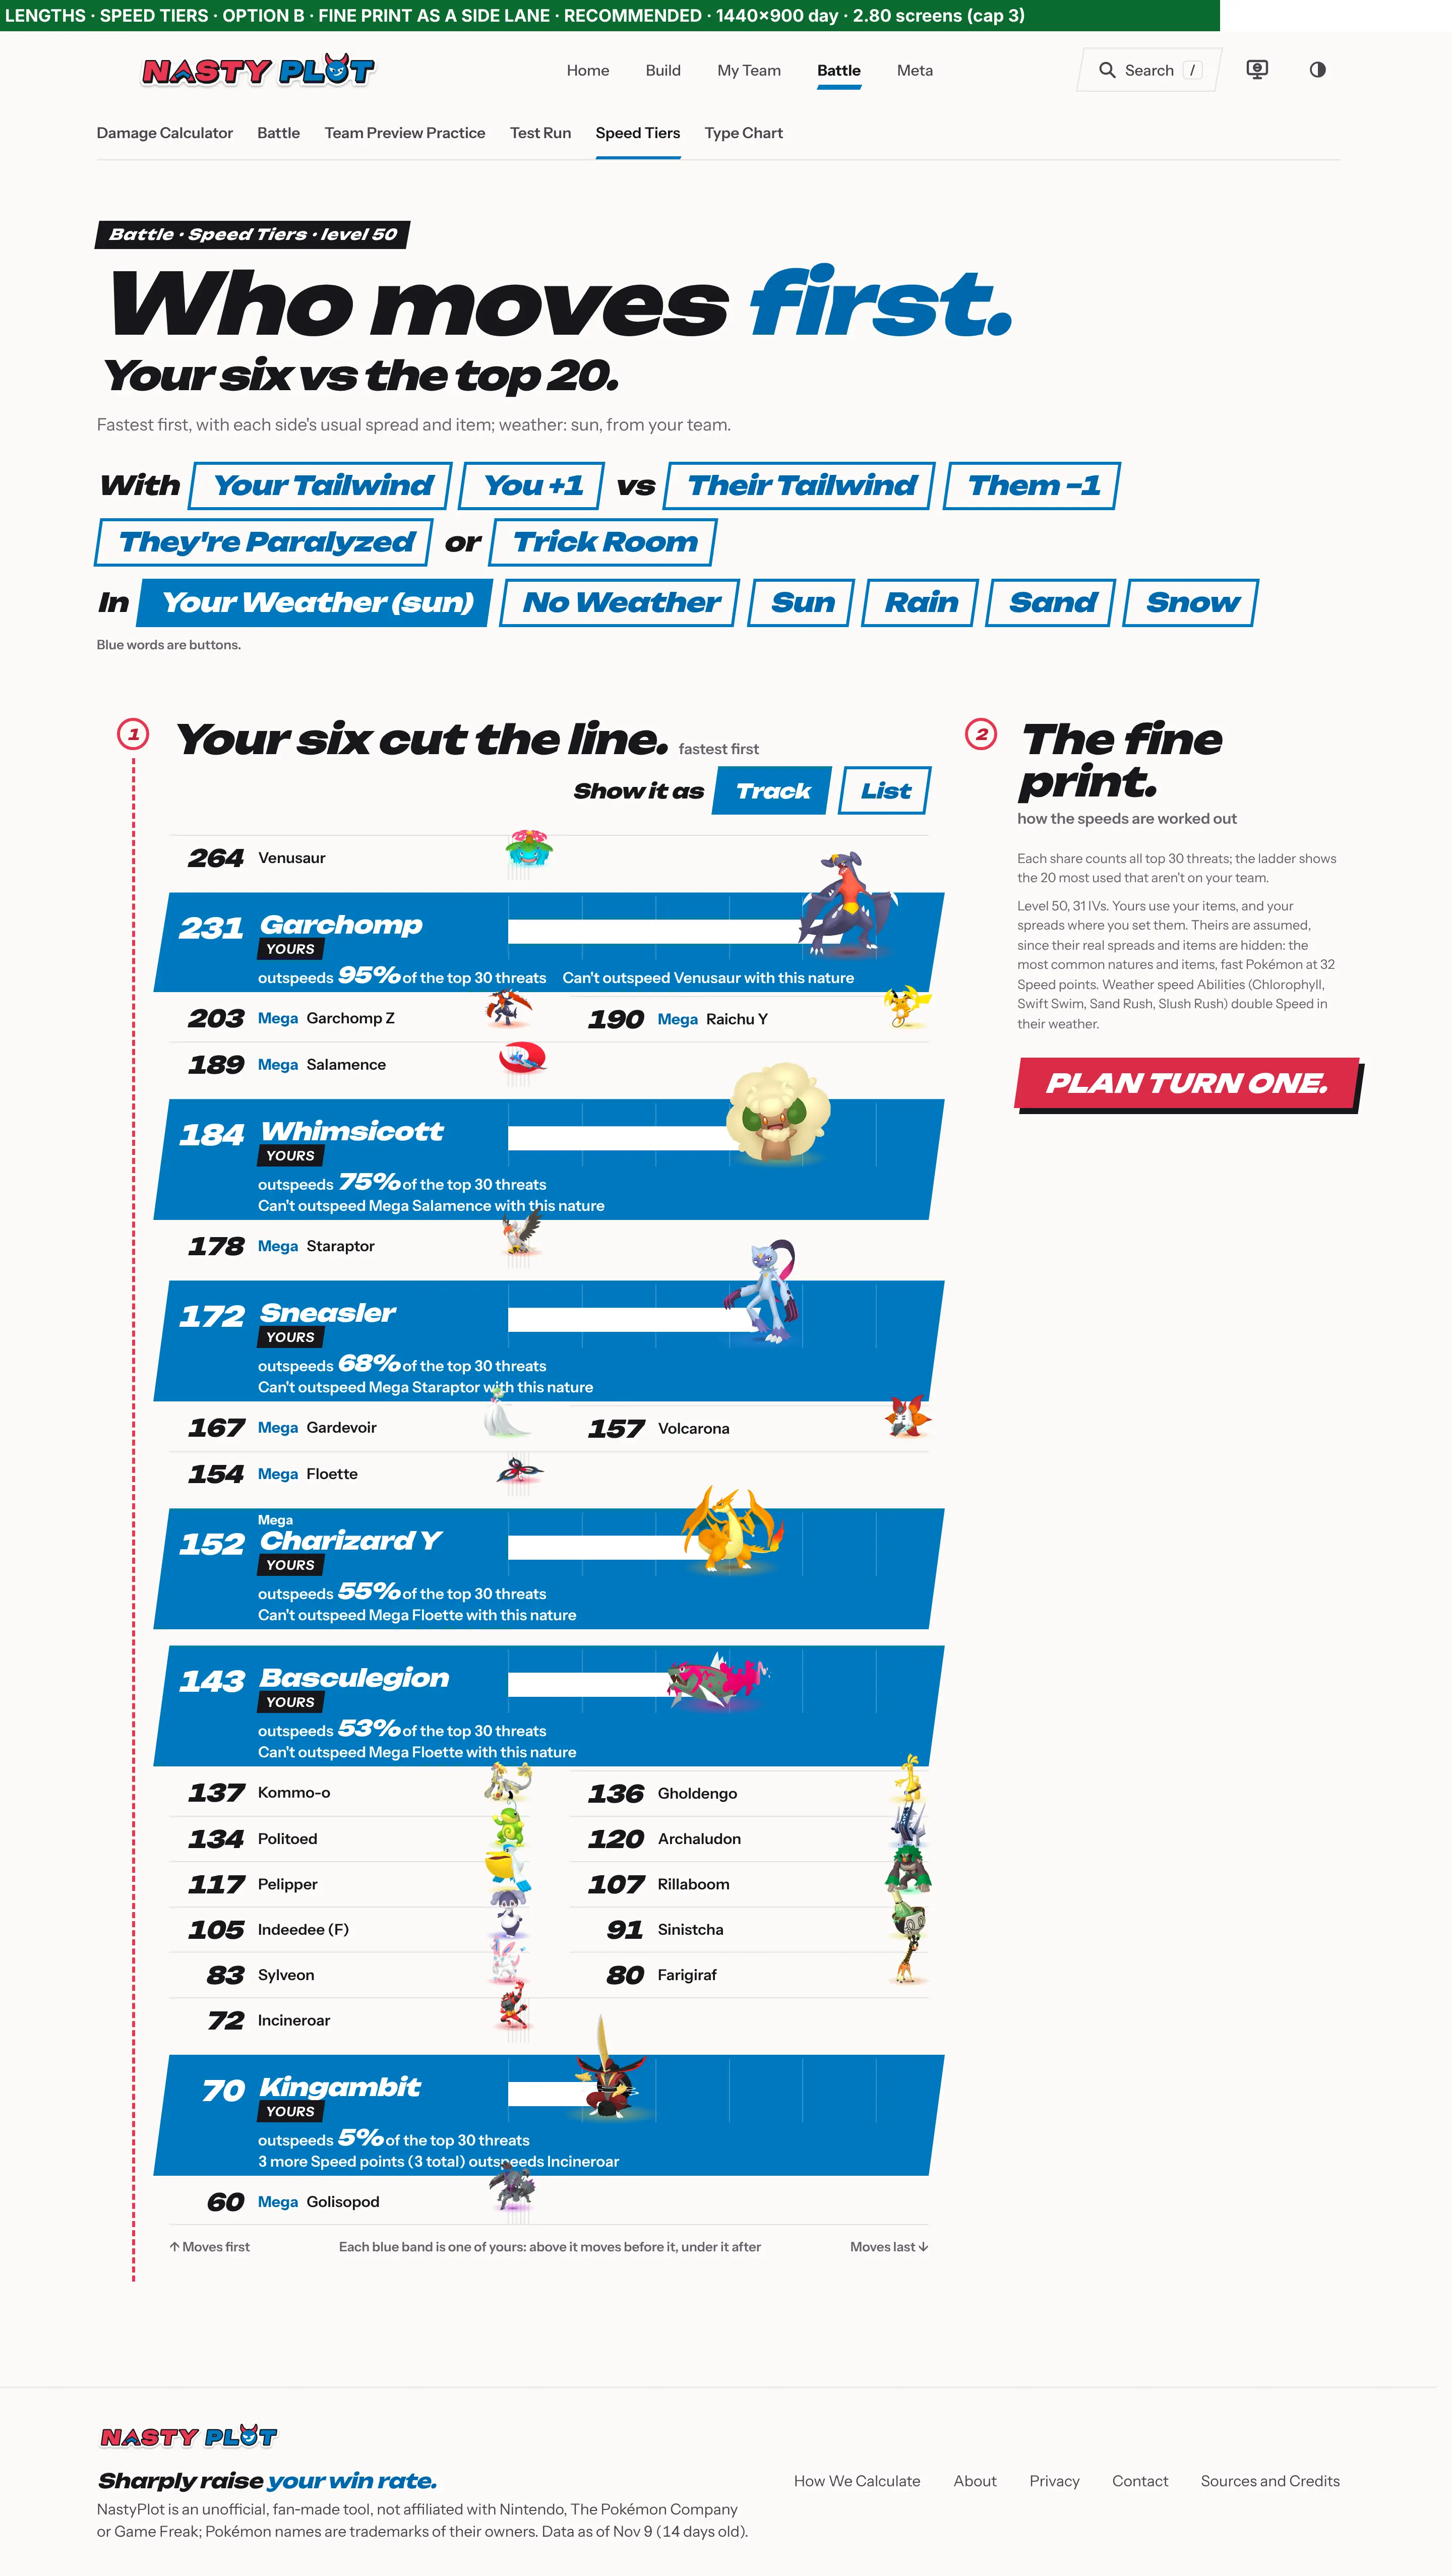 LENGTHS · SPEED TIERS · OPTION B · FINE PRINT AS A SIDE LANE · RECOMMENDED · 1440×900 day · 2.80 screens (cap 3)
NASTY PLOT
Home Build My Team Battle Meta
Search /
Damage Calculator Battle Team Preview Practice Test Run Speed Tiers Type Chart
Battle · Speed Tiers · level 50
Who moves first.
Your six vs the top 20.
Fastest first, with each side's usual spread and item; weather: sun, from your team.
With Your Tailwind You +1 vs Their Tailwind Them −1
They're Paralyzed or Trick Room
In Your Weather (sun) No Weather Sun Rain Sand Snow
Blue words are buttons.
1 Your six cut the line. fastest first
Show it as Track List
264 Venusaur
231 Garchomp
YOURS
outspeeds 95% of the top 30 threats Can't outspeed Venusaur with this nature
203 Mega Garchomp Z 190 Mega Raichu Y
189 Mega Salamence
184 Whimsicott
YOURS
outspeeds 75% of the top 30 threats
Can't outspeed Mega Salamence with this nature
178 Mega Staraptor
172 Sneasler
YOURS
outspeeds 68% of the top 30 threats
Can't outspeed Mega Staraptor with this nature
167 Mega Gardevoir 157 Volcarona
154 Mega Floette
Mega
152 Charizard Y
YOURS
outspeeds 55% of the top 30 threats
Can't outspeed Mega Floette with this nature
143 Basculegion
YOURS
outspeeds 53% of the top 30 threats
Can't outspeed Mega Floette with this nature
137 Kommo-o 136 Gholdengo
134 Politoed 120 Archaludon
117 Pelipper 107 Rillaboom
105 Indeedee (F) 91 Sinistcha
83 Sylveon 80 Farigiraf
72 Incineroar
70 Kingambit
YOURS
outspeeds 5% of the top 30 threats
3 more Speed points (3 total) outspeeds Incineroar
60 Mega Golisopod
↑ Moves first Each blue band is one of yours: above it moves before it, under it after Moves last ↓
2 The fine
print.
how the speeds are worked out
Each share counts all top 30 threats; the ladder shows
the 20 most used that aren't on your team.
Level 50, 31 IVs. Yours use your items, and your
spreads where you set them. Theirs are assumed,
since their real spreads and items are hidden: the
most common natures and items, fast Pokémon at 32
Speed points. Weather speed Abilities (Chlorophyll,
Swift Swim, Sand Rush, Slush Rush) double Speed in
their weather.
PLAN TURN ONE.
NASTY PLOT
Sharply raise your win rate.
NastyPlot is an unofficial, fan-made tool, not affiliated with Nintendo, The Pokémon Company
or Game Freak; Pokémon names are trademarks of their owners. Data as of Nov 9 (14 days old).
How We Calculate About Privacy Contact Sources and Credits